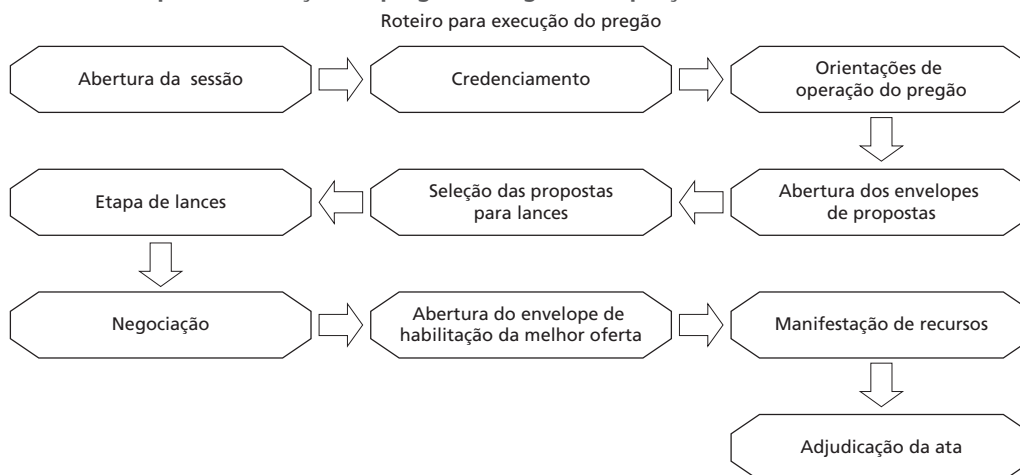 Roteiro para execução do pregão
Abertura da sessão
Credenciamento
Orientações de
operação do pregão
Abertura dos envelopes
de propostas
Seleção das propostas
para lances
Etapa de lances
Negociação
Abertura do envelope de
habilitação da melhor oferta
Manifestação de recursos
Adjudicação da ata